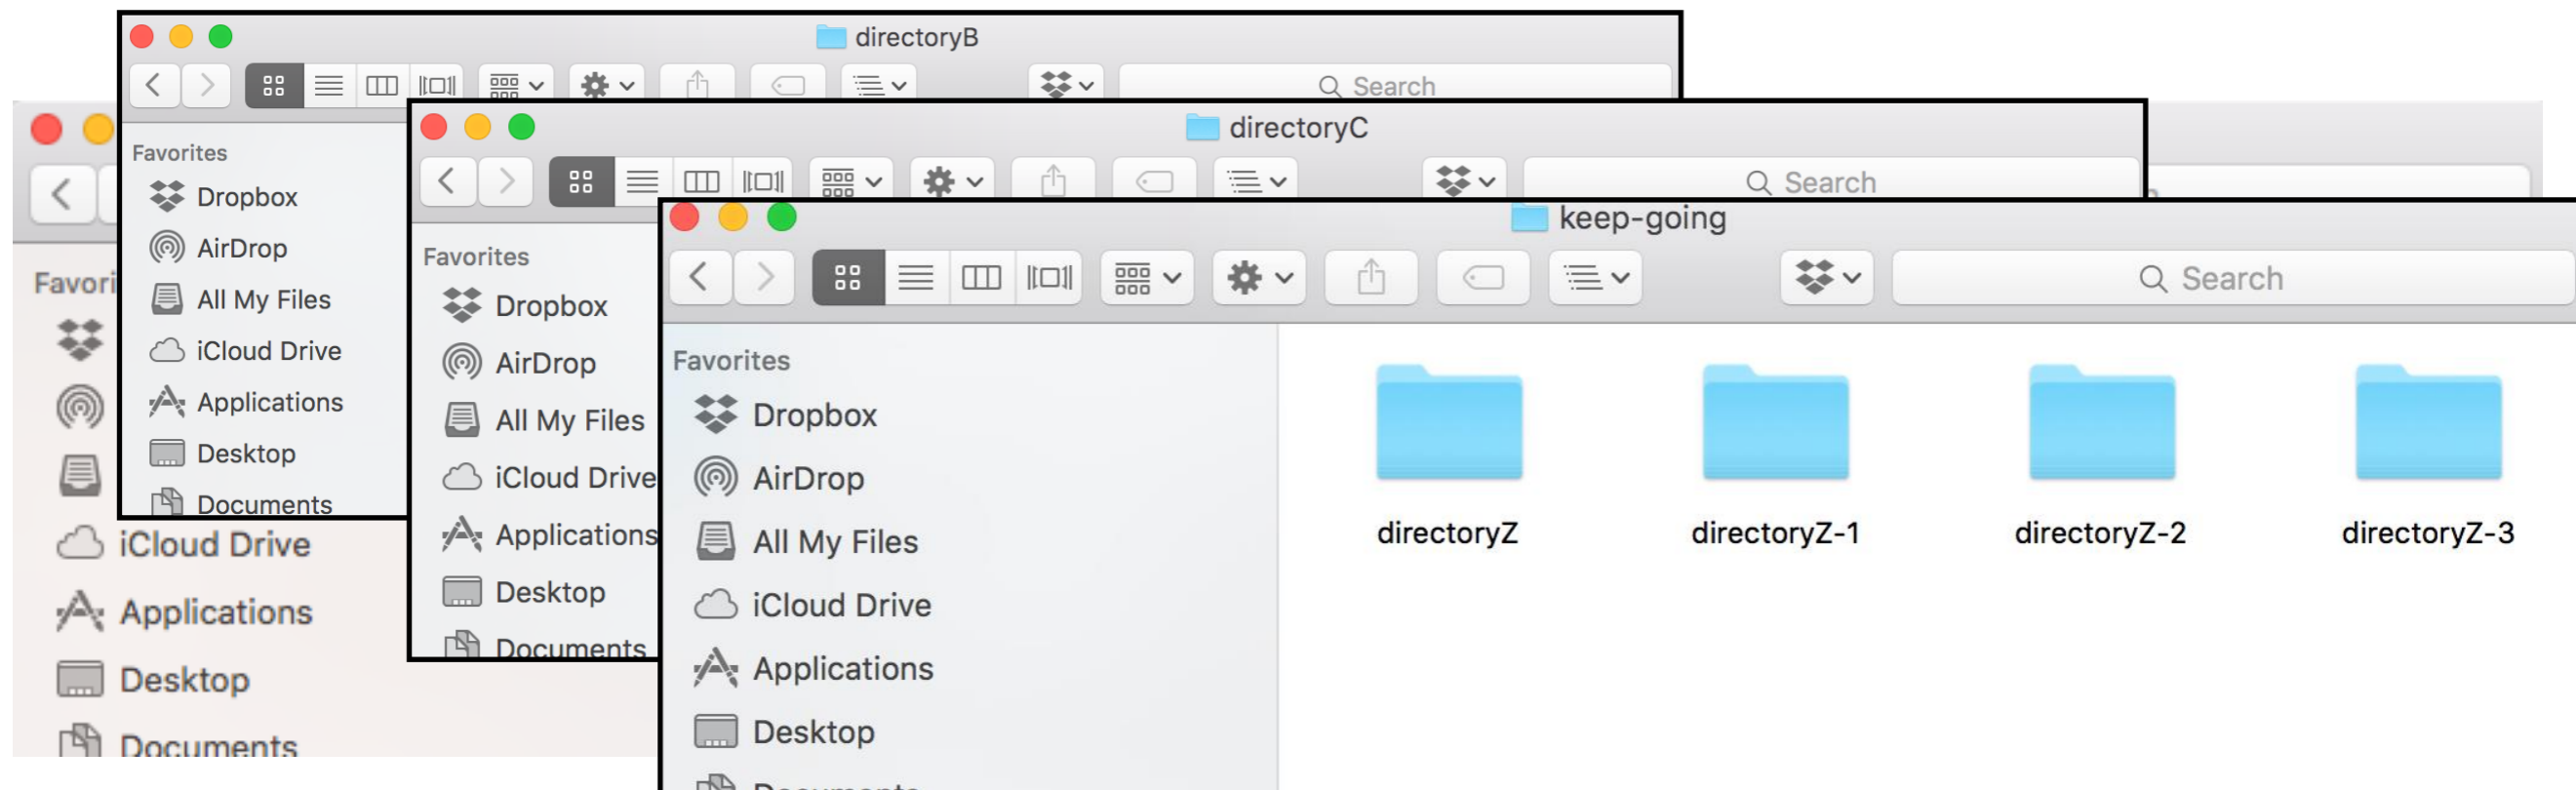 directoryB
Search
Favorites
Dropbox
AirDrop
All My Files
iCloud Drive
Applications
Desktop
Documents
directoryC
Search
Favorites
Dropbox
AirDrop
All My Files
iCloud Drive
Applications
Desktop
Documents
keep-going
Search
Favorites
Dropbox
AirDrop
All My Files
iCloud Drive
Applications
Desktop
directoryZ
directoryZ-1
directoryZ-2
directoryZ-3
Favori
iCloud Drive
Applications
Desktop
Documents